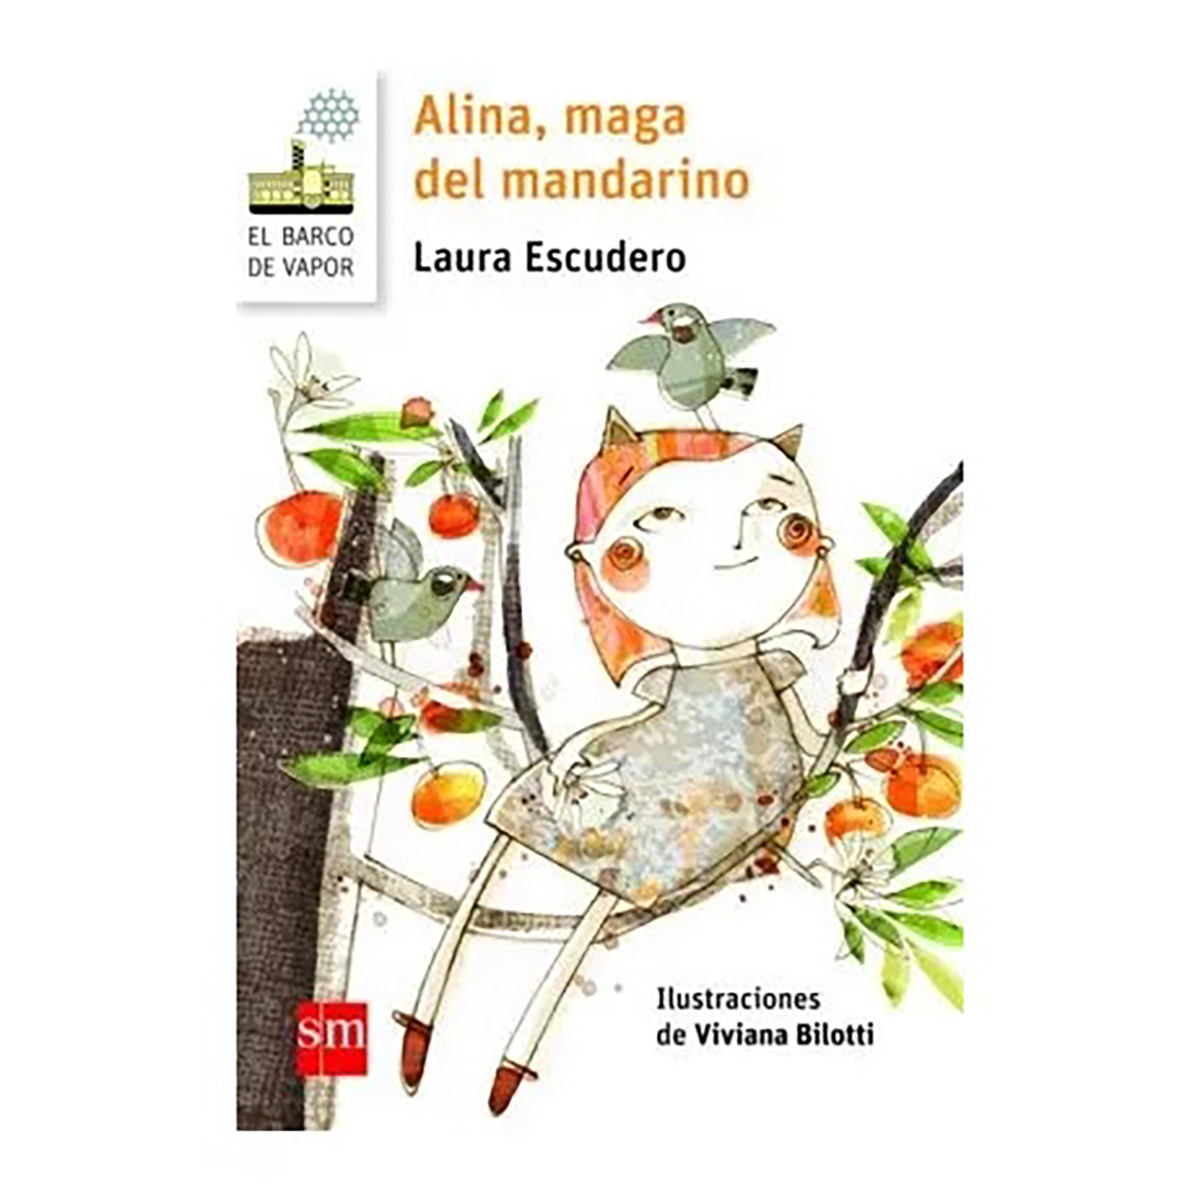 Alina, maga
del mandarino
Laura Escudero
EL BARCO
DE VAPOR
Ilustraciones
de Viviana Bilotti
sm